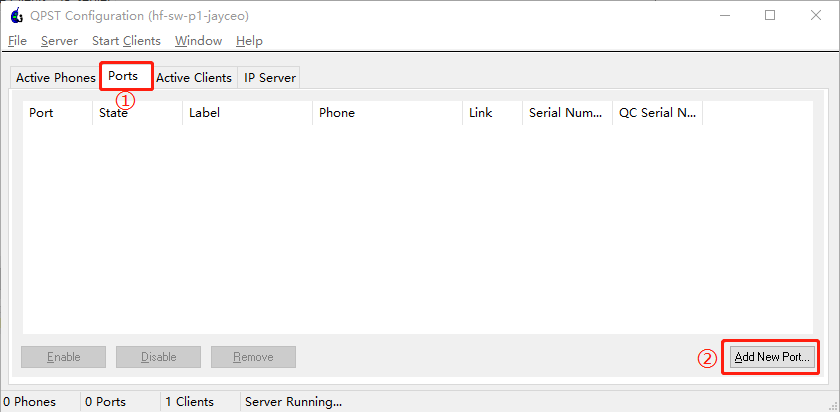 QPST Configuration (hf-sw-p1-jayceo)
File Server Start Clients Window Help
Active Phones Ports Active Clients IP Server
①
Port State Label Phone Link Serial Num... QC Serial N...
Enable Disable Remove ② Add New Port...
0 Phones 0 Ports 1 Clients Server Running...